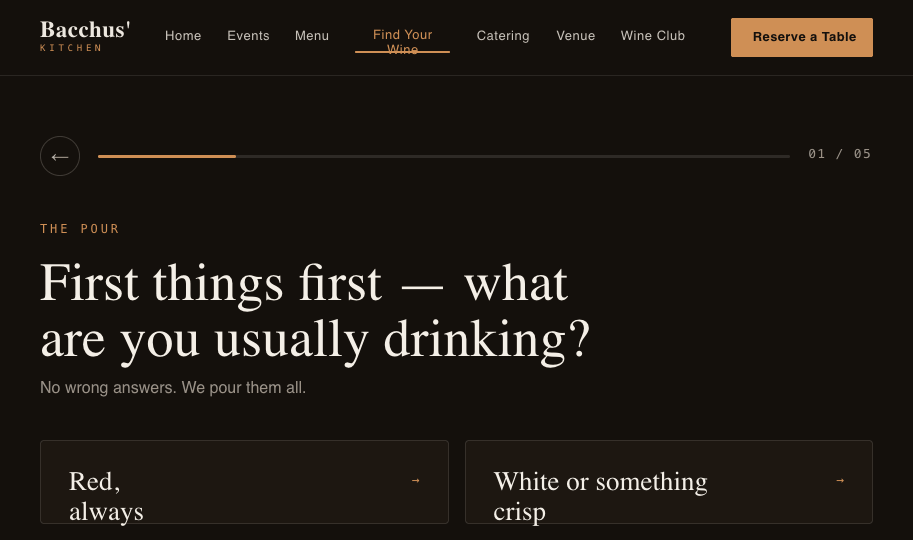 Bacchus'
KITCHEN
Home
Events
Menu
Find Your
Wine
Catering
Venue
Wine Club
Reserve a Table
←
01 / 05
THE POUR
First things first — what
are you usually drinking?
No wrong answers. We pour them all.
Red,
always
→
White or something
crisp
→